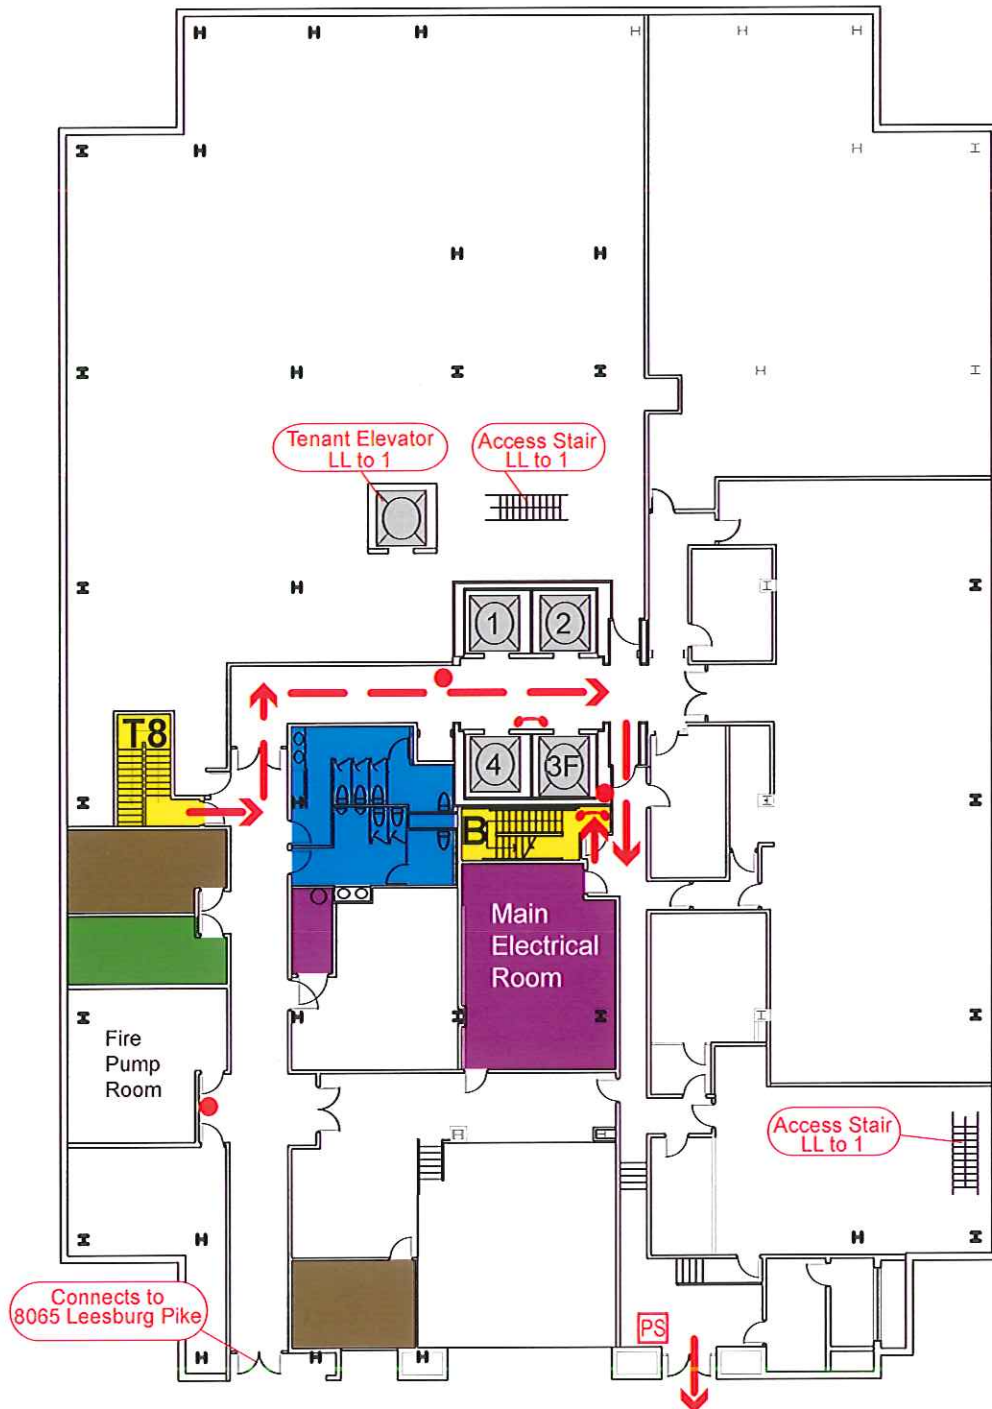 Tenant Elevator
LL to 1
Access Stair
LL to 1
1
2
T8
4
3F
B
Main
Electrical
Room
Fire
Pump
Room
Access Stair
LL to 1
Connects to
8065 Leesburg Pike
PS